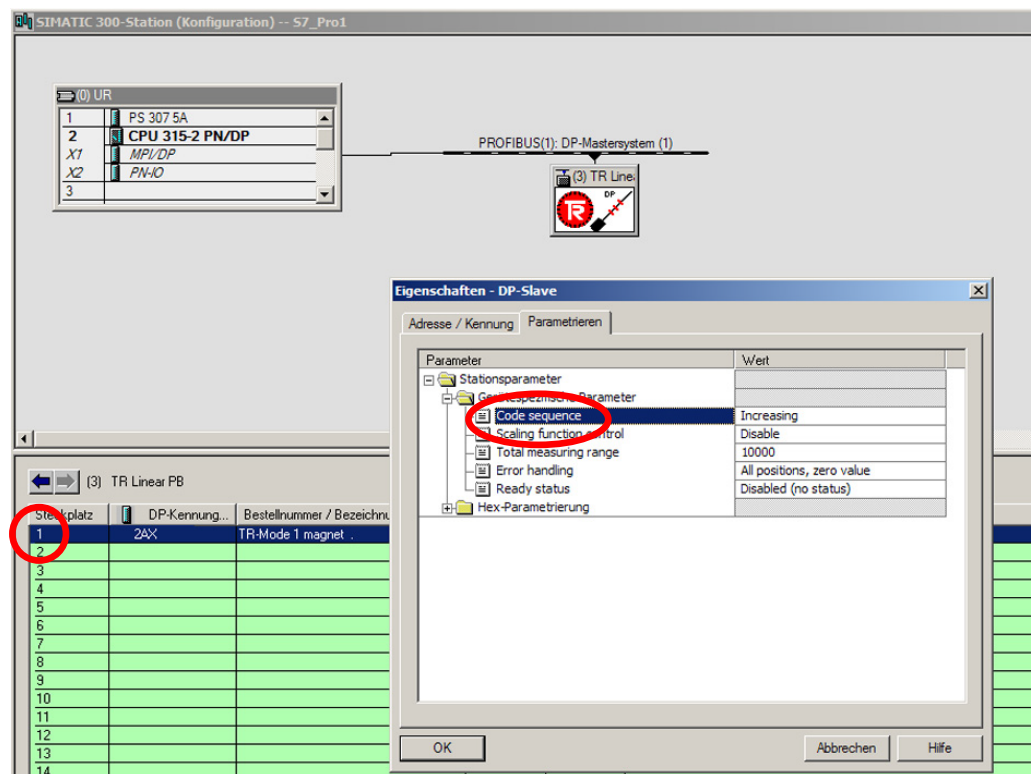 SIMATIC 300-Station (Konfiguration) -- S7_Pro1
(0) UR
1 PS 307 5A
2 CPU 315-2 PN/DP
X1 MPI/DP
X2 PN-IO
3
PROFIBUS(1): DP-Mastersystem (1)
(3) TR Linea
DP
TR
Eigenschaften - DP-Slave
Adresse / Kennung Parametrieren
Parameter Wert
Stationsparameter
Gerätespezifische Parameter
Code sequence Increasing
Scaling function control Disable
Total measuring range 10000
Error handling All positions, zero value
Ready status Disabled (no status)
Hex-Parametrierung
OK Abbrechen Hilfe
(3) TR Linear PB
Steckplatz DP-Kennung... Bestellnummer / Bezeichnu
1 2AX TR-Mode 1 magnet .
2
3
4
5
6
7
8
9
10
11
12
13
14